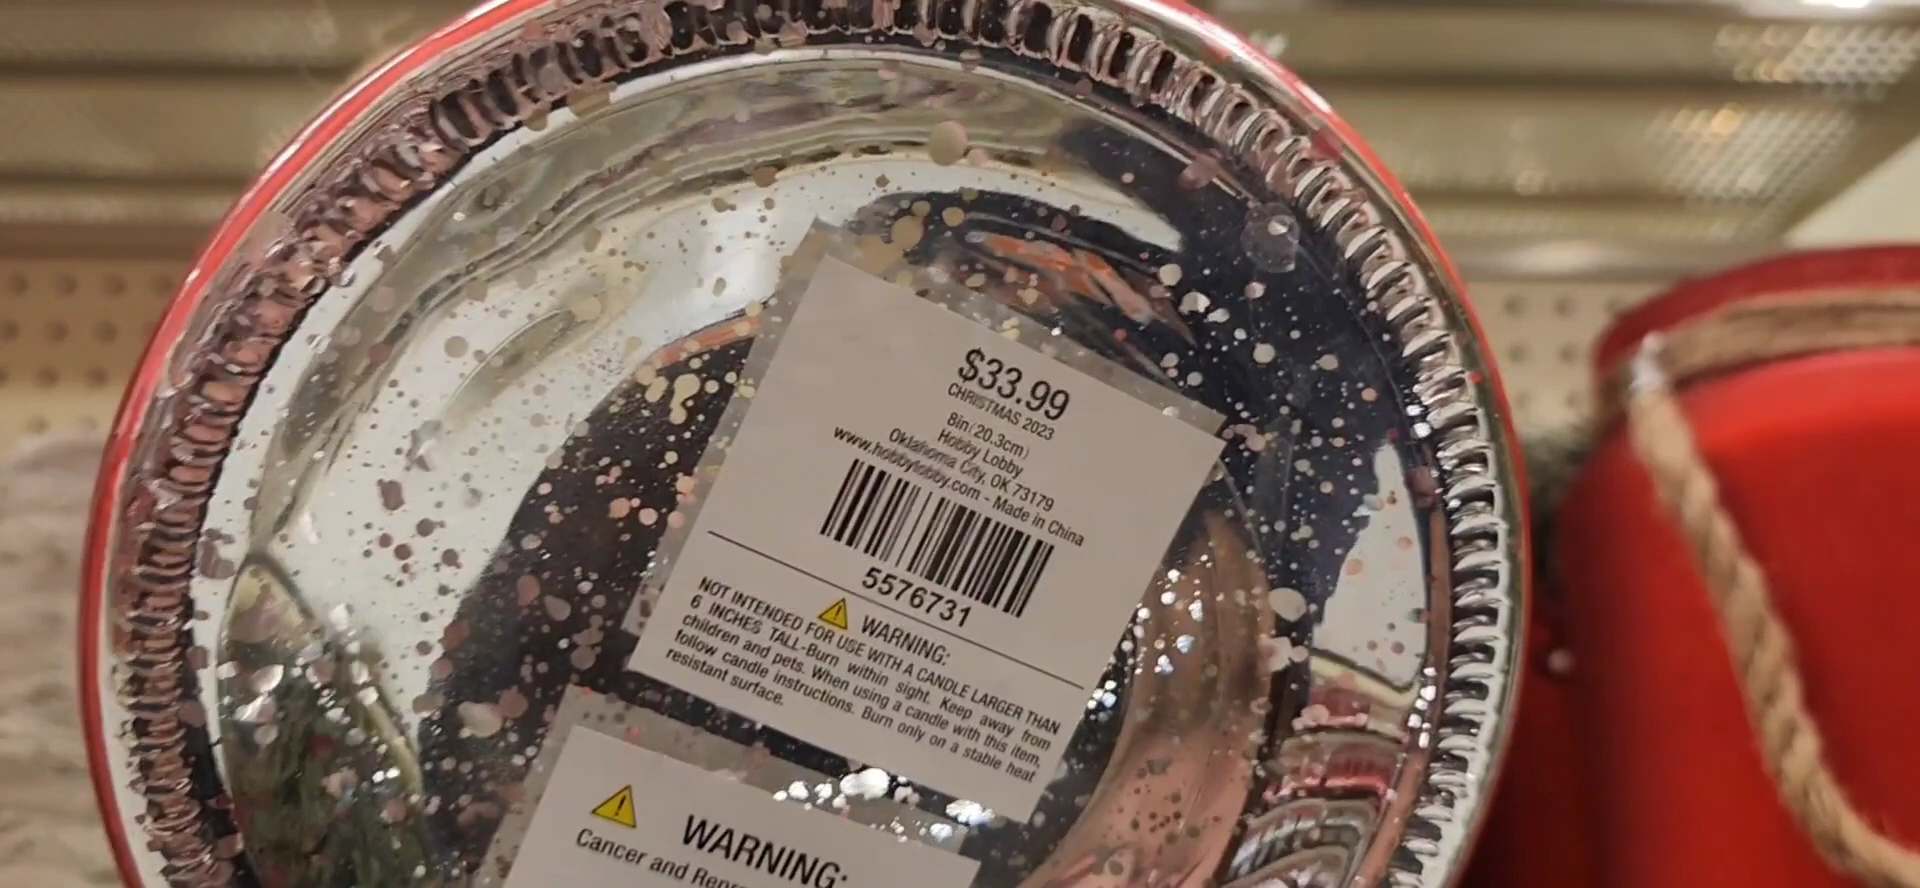 $33.99
CHRISTMAS 2023
8in(20.3cm)
Hobby Lobby
Oklahoma City, OK 73179
www.hobbylobby.com - Made in China
5576731
WARNING:
NOT INTENDED FOR USE WITH A CANDLE LARGER THAN
6 INCHES TALL-Burn within sight. Keep away from
children and pets. When using a candle with this item,
follow candle instructions. Burn only on a stable heat
resistant surface.
WARNING:
Cancer and